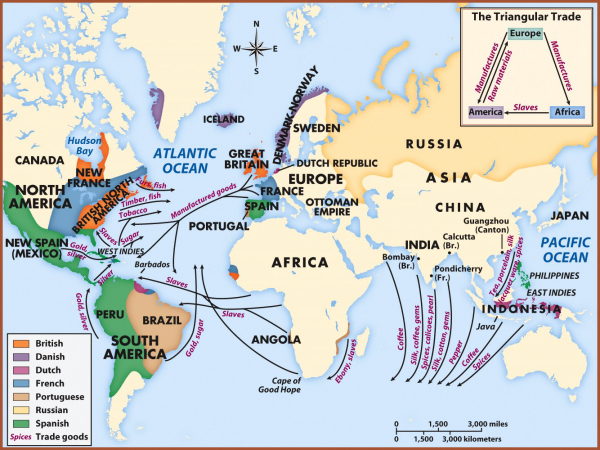 The Triangular Trade
Europe
Manufactures
Raw materials
Manufactures
America
Slaves
Africa
N
W
E
S
ICELAND
DENMARK-NORWAY
SWEDEN
RUSSIA
Hudson
Bay
ATLANTIC
OCEAN
GREAT
BRITAIN
DUTCH REPUBLIC
CANADA
NEW
FRANCE
EUROPE
ASIA
NORTH
AMERICA
BRITISH NORTH
AMERICA
Furs, fish
Timber, fish
Tobacco
Manufactured goods
FRANCE
SPAIN
OTTOMAN
EMPIRE
CHINA
JAPAN
PORTUGAL
Guangzhou
(Canton)
NEW SPAIN
(MEXICO)
Gold,
silver
Slaves
Sugar
WEST INDIES
Barbados
Silver
Slaves
AFRICA
INDIA
Calcutta
(Br.)
Bombay
(Br.)
Pondicherry
(Fr.)
Tea, porcelain, silk
Lacquer ware, spices
PACIFIC
OCEAN
PHILIPPINES
EAST INDIES
INDONESIA
Gold, silver
PERU
BRAZIL
SOUTH
AMERICA
Gold, sugar
Slaves
ANGOLA
Cape of
Good Hope
Ebony, slaves
Coffee
Silk, coffee, gems
Spices, calicoes, pearl
Silk, cotton, gems
Pepper
Java
Coffee
Spices
British
Danish
Dutch
French
Portuguese
Russian
Spanish
Spices Trade goods
0 1,500 3,000 miles
0 1,500 3,000 kilometers